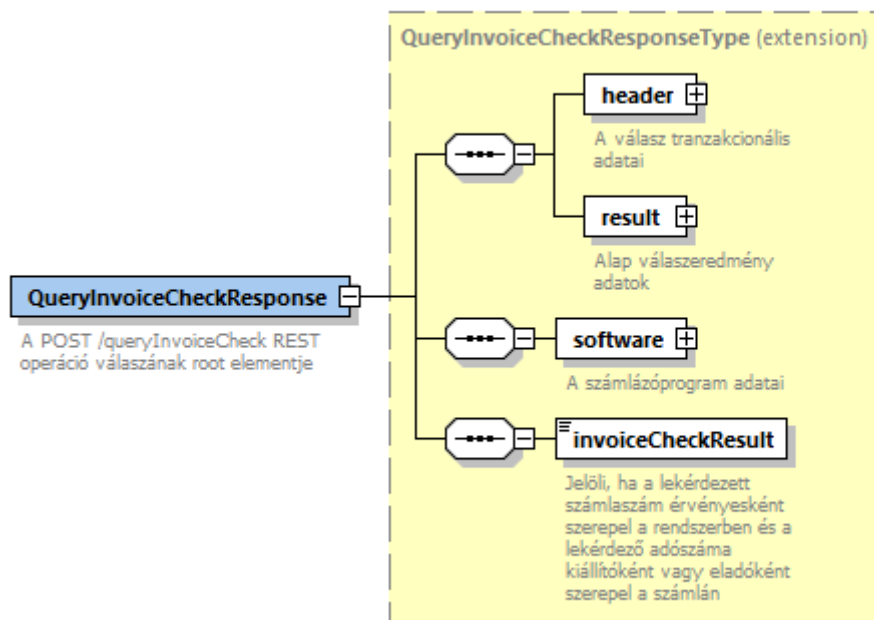 QueryInvoiceCheckResponseType (extension)
header
A válasz tranzakcionális
adatai
result
Alap válaszeredmény
adatok
QueryInvoiceCheckResponse
A POST /queryInvoiceCheck REST
operáció válaszának root elementje
software
A számlázóprogram adatai
invoiceCheckResult
Jelöli, ha a lekérdezett
számlaszám érvényesként
szerepel a rendszerben és a
lekérdező adószáma
kiállítóként vagy eladóként
szerepel a számlán